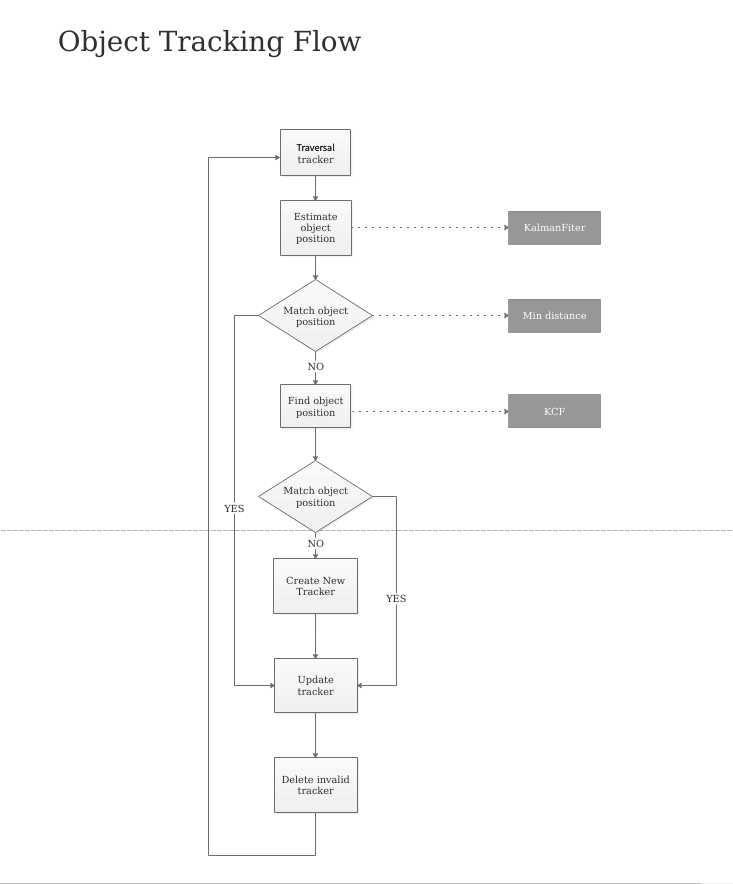 Object Tracking Flow
Traversal
tracker
Estimate
object
position
KalmanFiter
Match object
position
Min distance
NO
Find object
position
KCF
Match object
position
YES
NO
Create New
Tracker
YES
Update
tracker
Delete invalid
tracker